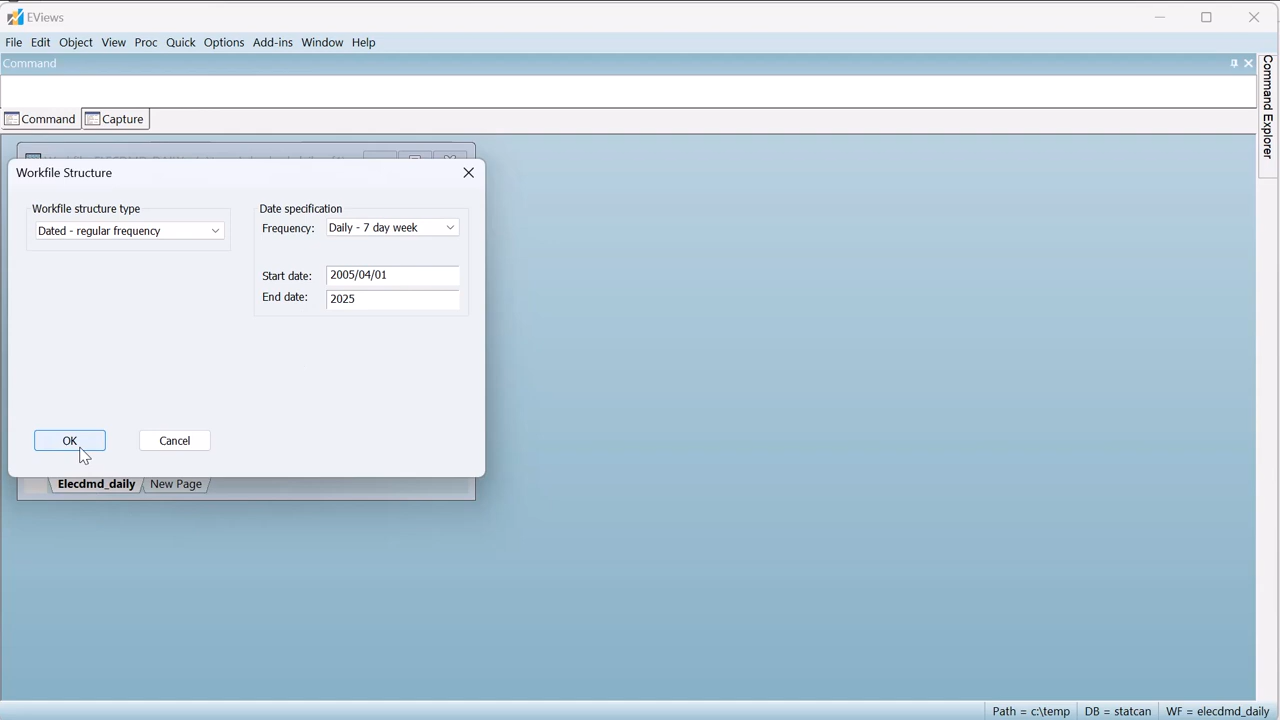 EViews
File Edit Object View Proc Quick Options Add-ins Window Help
Command
Command Explorer
Command Capture
Workfile Structure
Workfile structure type
Dated - regular frequency
Date specification
Frequency: Daily - 7 day week
Start date: 2005/04/01
End date: 2025
OK Cancel
Elecdmd_daily New Page
Path = c:\temp DB = statcan WF = elecdmd_daily